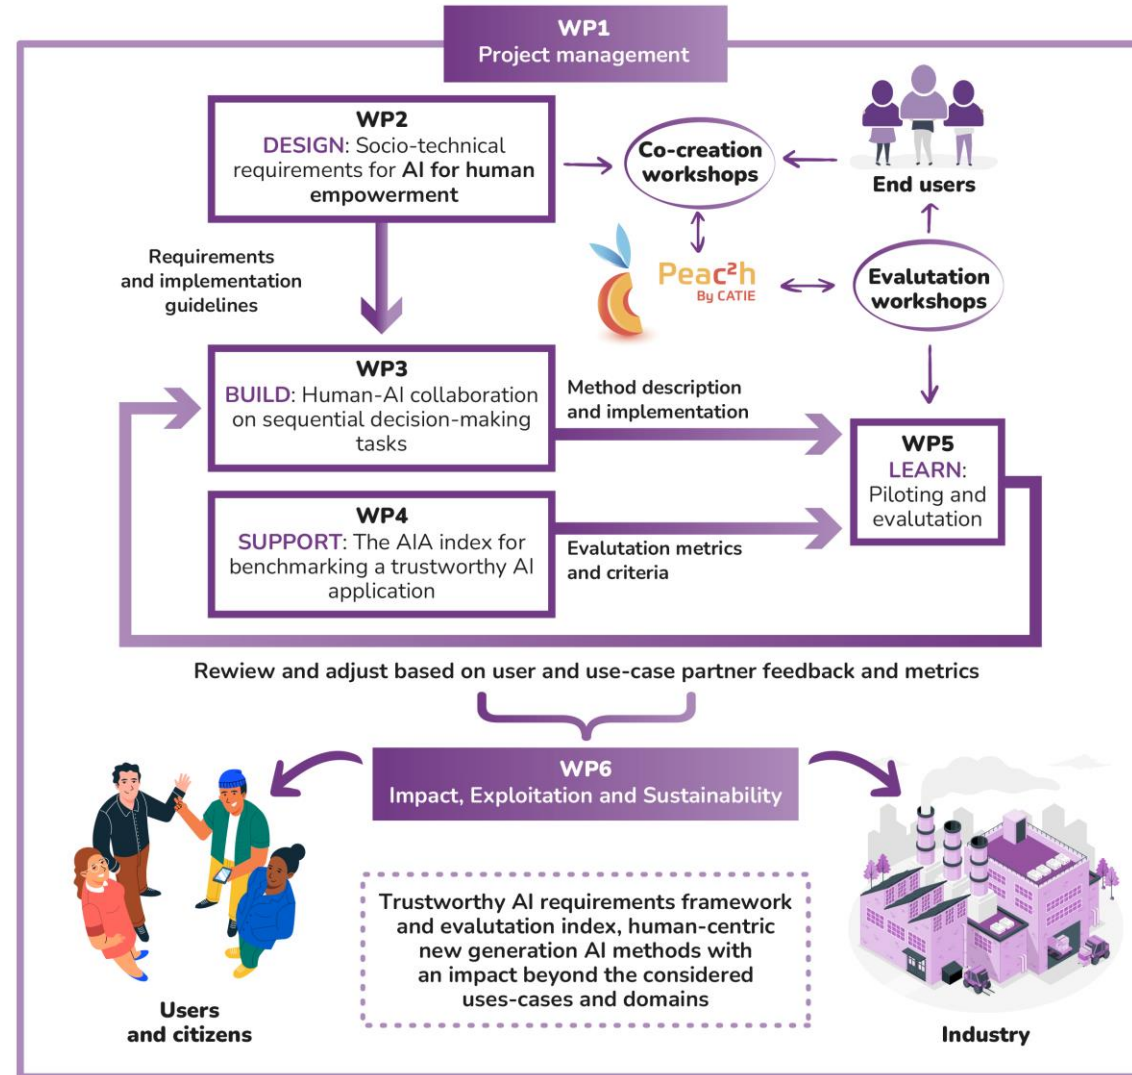 WP1
Project management
WP2
DESIGN: Socio-technical
requirements for AI for human
empowerment
Co-creation
workshops
End users
Requirements
and implementation
guidelines
Peac²h
By CATIE
Evalutation
workshops
WP3
BUILD: Human-AI collaboration
on sequential decision-making
tasks
Method description
and implementation
WP5
LEARN:
Piloting and
evalutation
WP4
SUPPORT: The AIA index for
benchmarking a trustworthy AI
application
Evalutation metrics
and criteria
Rewiew and adjust based on user and use-case partner feedback and metrics
WP6
Impact, Exploitation and Sustainability
Trustworthy AI requirements framework
and evalutation index, human-centric
new generation AI methods with
an impact beyond the considered
uses-cases and domains
Users
and citizens
Industry